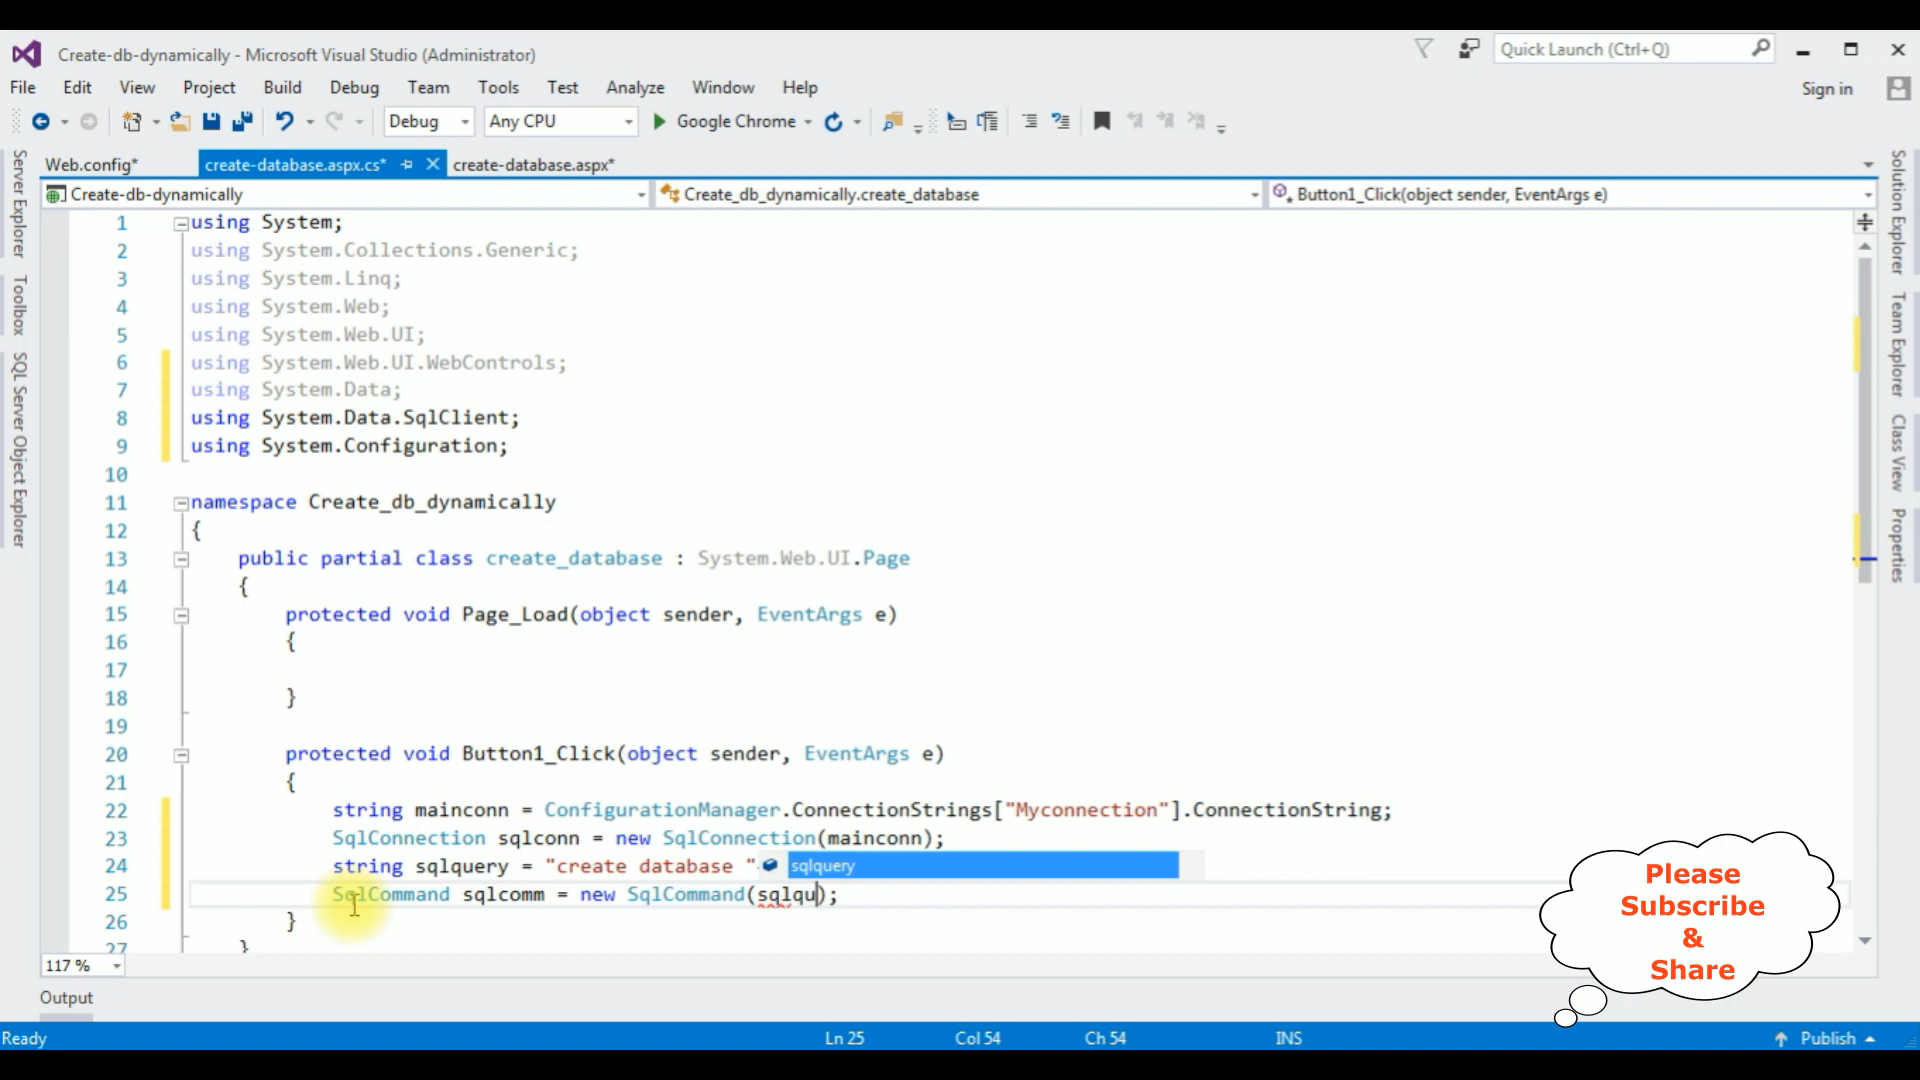 Create-db-dynamically - Microsoft Visual Studio (Administrator)
Quick Launch (Ctrl+Q)
File Edit View Project Build Debug Team Tools Test Analyze Window Help
Sign in
Debug Any CPU Google Chrome
Web.config* create-database.aspx.cs* create-database.aspx*
Create-db-dynamically Create_db_dynamically.create_database Button1_Click(object sender, EventArgs e)
Server Explorer
Toolbox
SQL Server Object Explorer
1 using System;
2 using System.Collections.Generic;
3 using System.Linq;
4 using System.Web;
5 using System.Web.UI;
6 using System.Web.UI.WebControls;
7 using System.Data;
8 using System.Data.SqlClient;
9 using System.Configuration;
10
11 namespace Create_db_dynamically
12 {
13 public partial class create_database : System.Web.UI.Page
14 {
15 protected void Page_Load(object sender, EventArgs e)
16 {
17
18 }
19
20 protected void Button1_Click(object sender, EventArgs e)
21 {
22 string mainconn = ConfigurationManager.ConnectionStrings["Myconnection"].ConnectionString;
23 SqlConnection sqlconn = new SqlConnection(mainconn);
24 string sqlquery = "create database " sqlquery
25 SqlCommand sqlcomm = new SqlCommand(sqlqu);
26 }
27 }
Solution Explorer
Team Explorer
Class View
Properties
Please
Subscribe
&
Share
117 %
Output
Ready Ln 25 Col 54 Ch 54 INS Publish